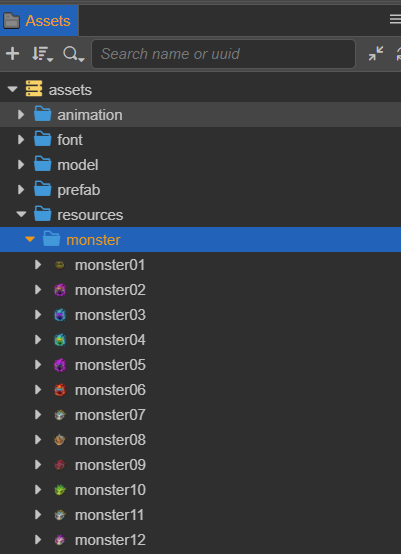 Assets
Search name or uuid
assets
animation
font
model
prefab
resources
monster
monster01
monster02
monster03
monster04
monster05
monster06
monster07
monster08
monster09
monster10
monster11
monster12